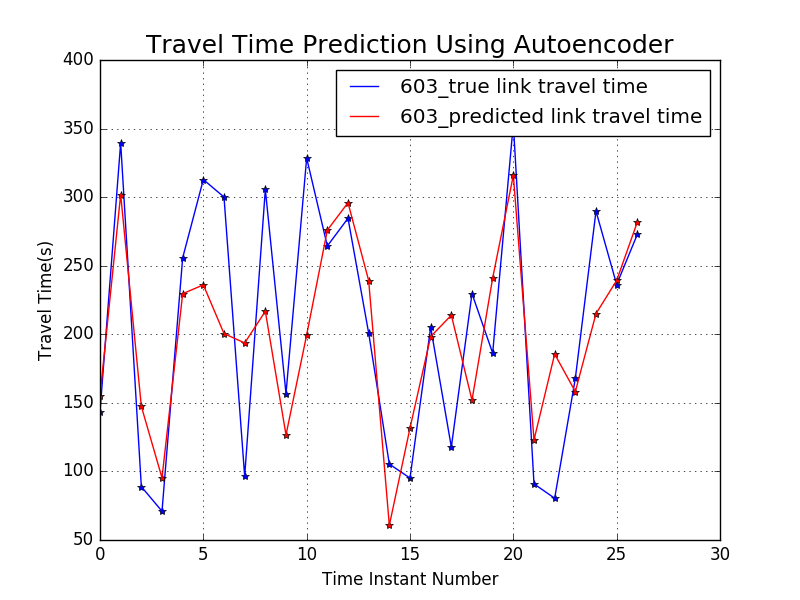 Travel Time Prediction Using Autoencoder
603_true link travel time
603_predicted link travel time
Travel Time(s)
400
350
300
250
200
150
100
50
0 5 10 15 20 25 30
Time Instant Number